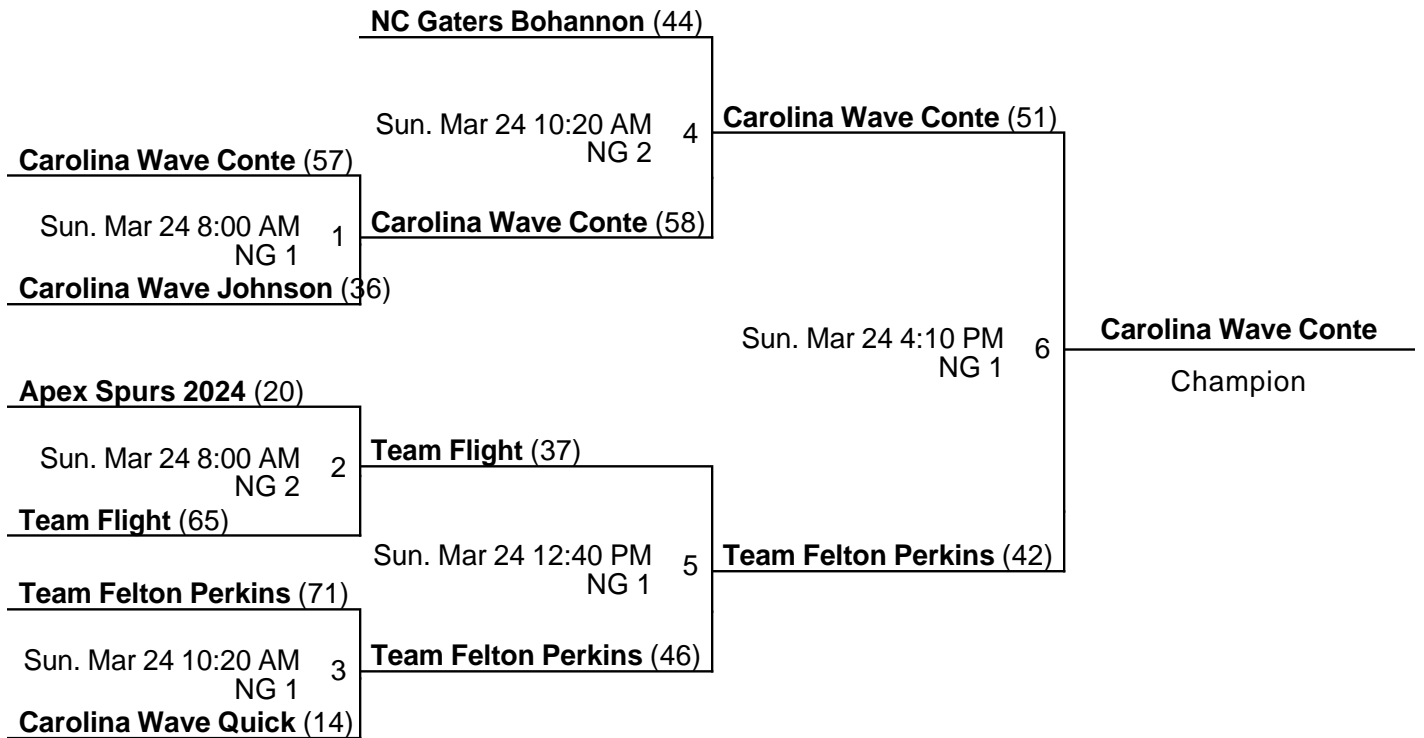 NC Gaters Bohannon (44)
Sun. Mar 24 10:20 AM 4
NG 2
Carolina Wave Conte (51)
Carolina Wave Conte (57)
Sun. Mar 24 8:00 AM 1
NG 1
Carolina Wave Conte (58)
Carolina Wave Johnson (36)
Sun. Mar 24 4:10 PM 6
NG 1
Carolina Wave Conte
Champion
Apex Spurs 2024 (20)
Sun. Mar 24 8:00 AM 2
NG 2
Team Flight (37)
Team Flight (65)
Sun. Mar 24 12:40 PM 5
NG 1
Team Felton Perkins (42)
Team Felton Perkins (71)
Sun. Mar 24 10:20 AM 3
NG 1
Team Felton Perkins (46)
Carolina Wave Quick (14)